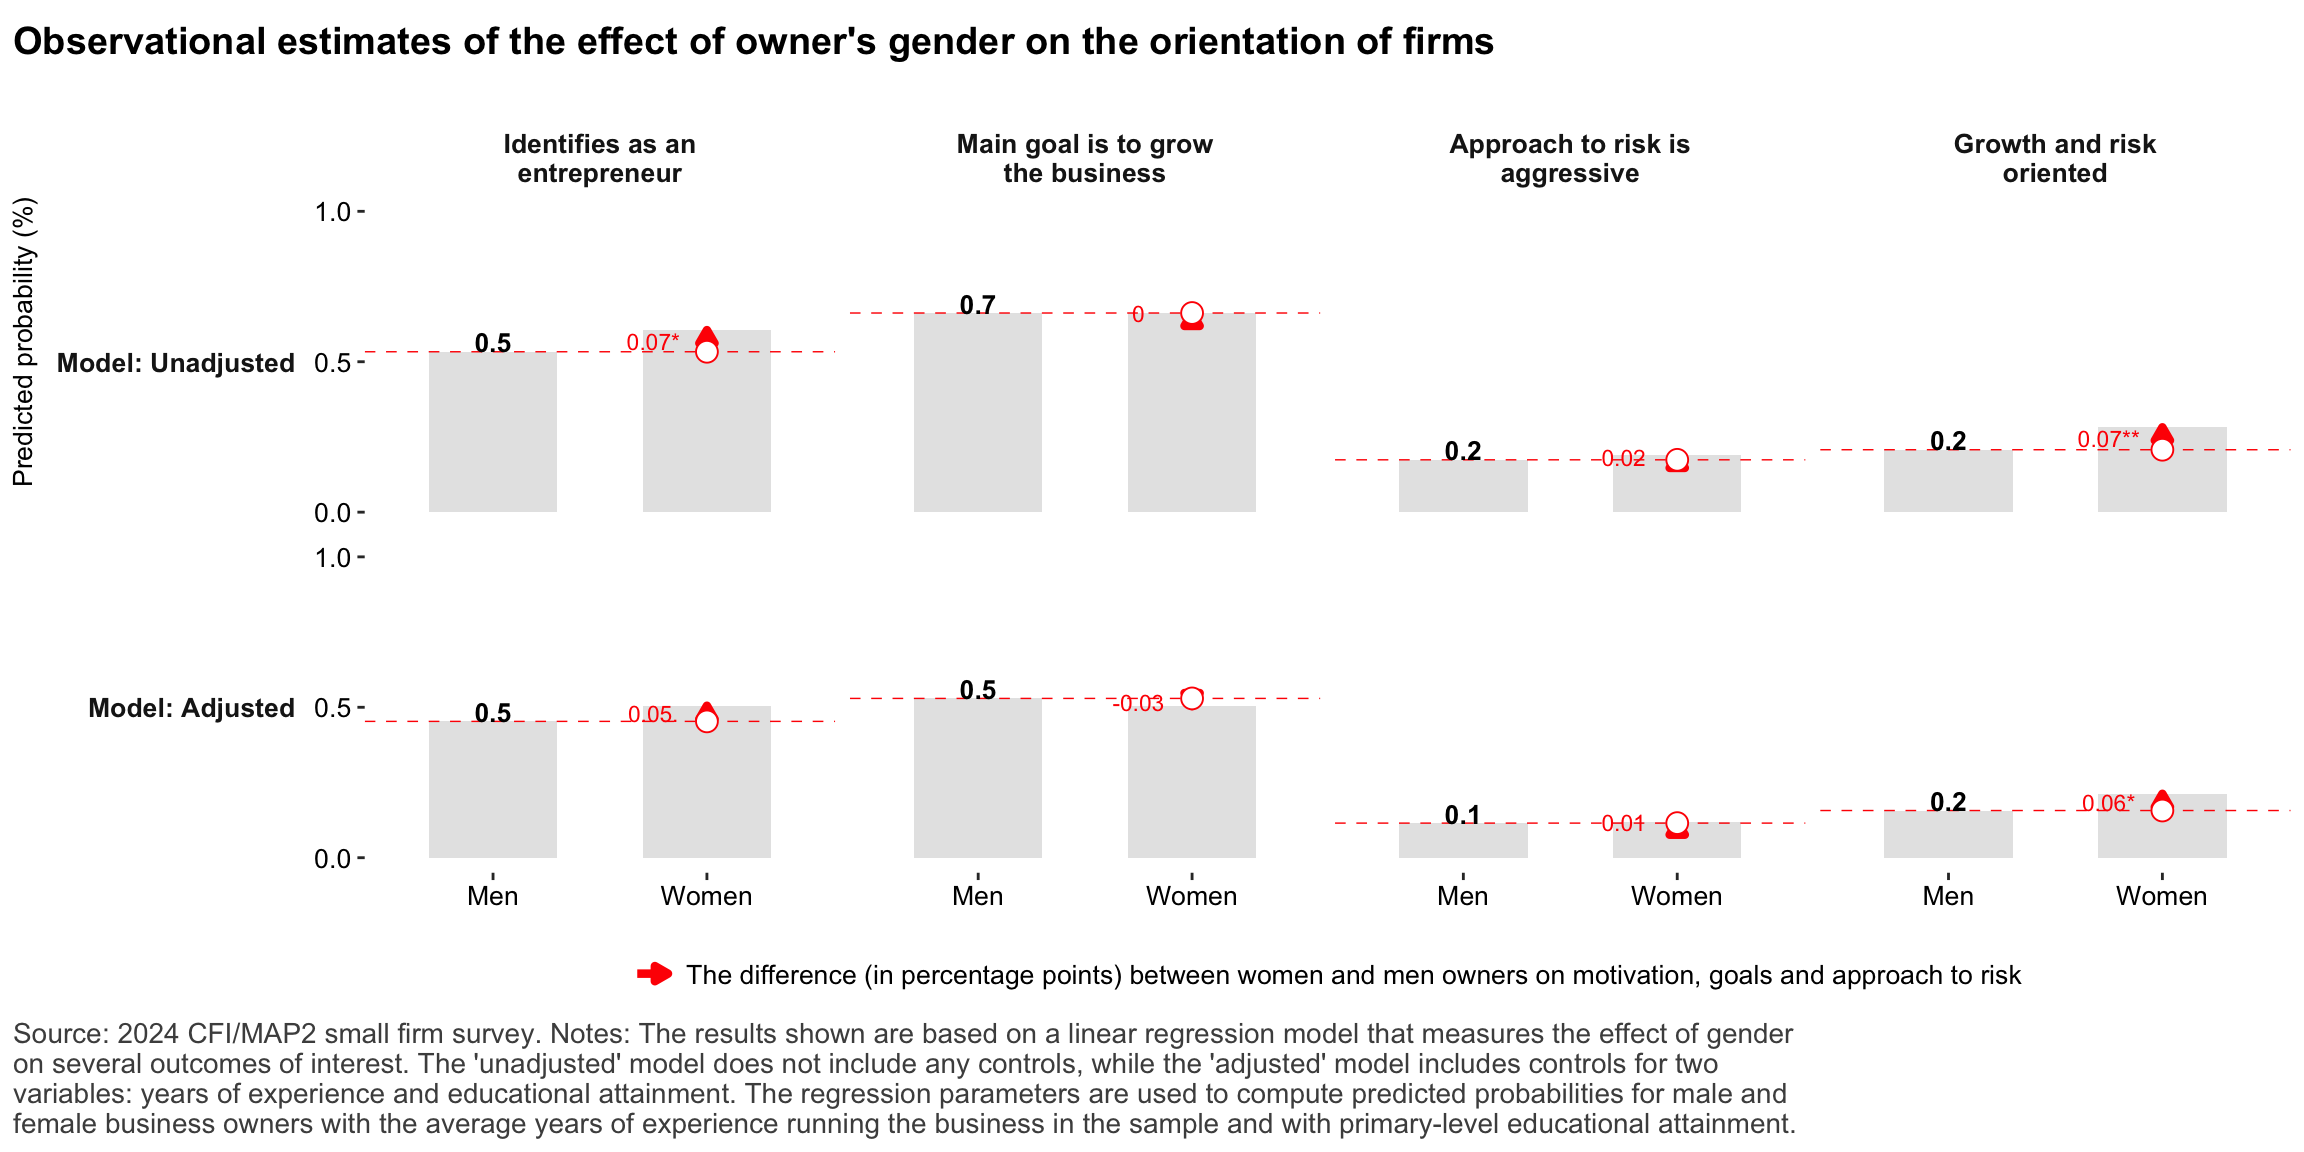 Observational estimates of the effect of owner's gender on the orientation of firms
Identifies as an
entrepreneur
Main goal is to grow
the business
Approach to risk is
aggressive
Growth and risk
oriented
Predicted probability (%)
Model: Unadjusted
1.0
0.5
0.0
0.5
0.07*
0.7
0
0.2
0.02
0.2
0.07**
Model: Adjusted
1.0
0.5
0.0
0.5
0.05
0.5
-0.03
0.1
0.01
0.2
0.06*
Men
Women
Men
Women
Men
Women
Men
Women
The difference (in percentage points) between women and men owners on motivation, goals and approach to risk
Source: 2024 CFI/MAP2 small firm survey. Notes: The results shown are based on a linear regression model that measures the effect of gender
on several outcomes of interest. The 'unadjusted' model does not include any controls, while the 'adjusted' model includes controls for two
variables: years of experience and educational attainment. The regression parameters are used to compute predicted probabilities for male and
female business owners with the average years of experience running the business in the sample and with primary-level educational attainment.